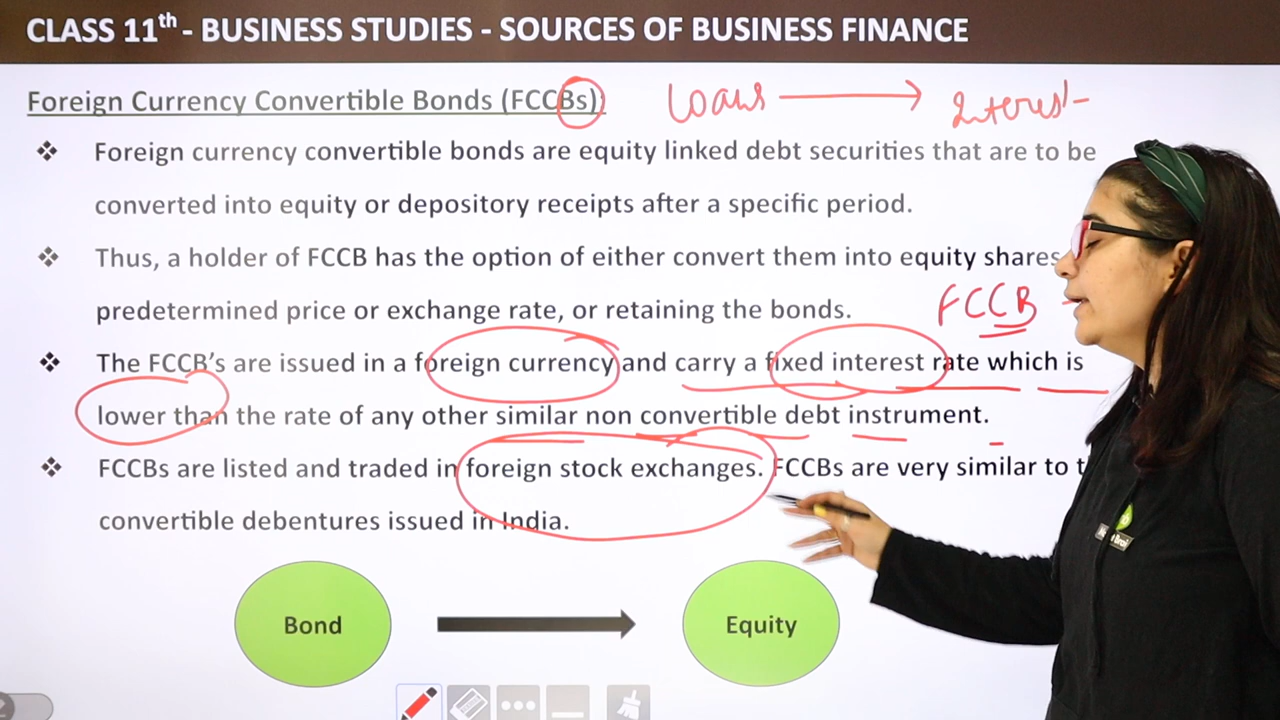 CLASS 11th - BUSINESS STUDIES - SOURCES OF BUSINESS FINANCE
Foreign Currency Convertible Bonds (FCCBs)
Loans → Interest
❖ Foreign currency convertible bonds are equity linked debt securities that are to be
converted into equity or depository receipts after a specific period.
❖ Thus, a holder of FCCB has the option of either convert them into equity shares
predetermined price or exchange rate, or retaining the bonds.
FCCB
❖ The FCCB's are issued in a foreign currency and carry a fixed interest rate which is
lower than the rate of any other similar non convertible debt instrument.
❖ FCCBs are listed and traded in foreign stock exchanges. FCCBs are very similar to
convertible debentures issued in India.
Bond
Equity